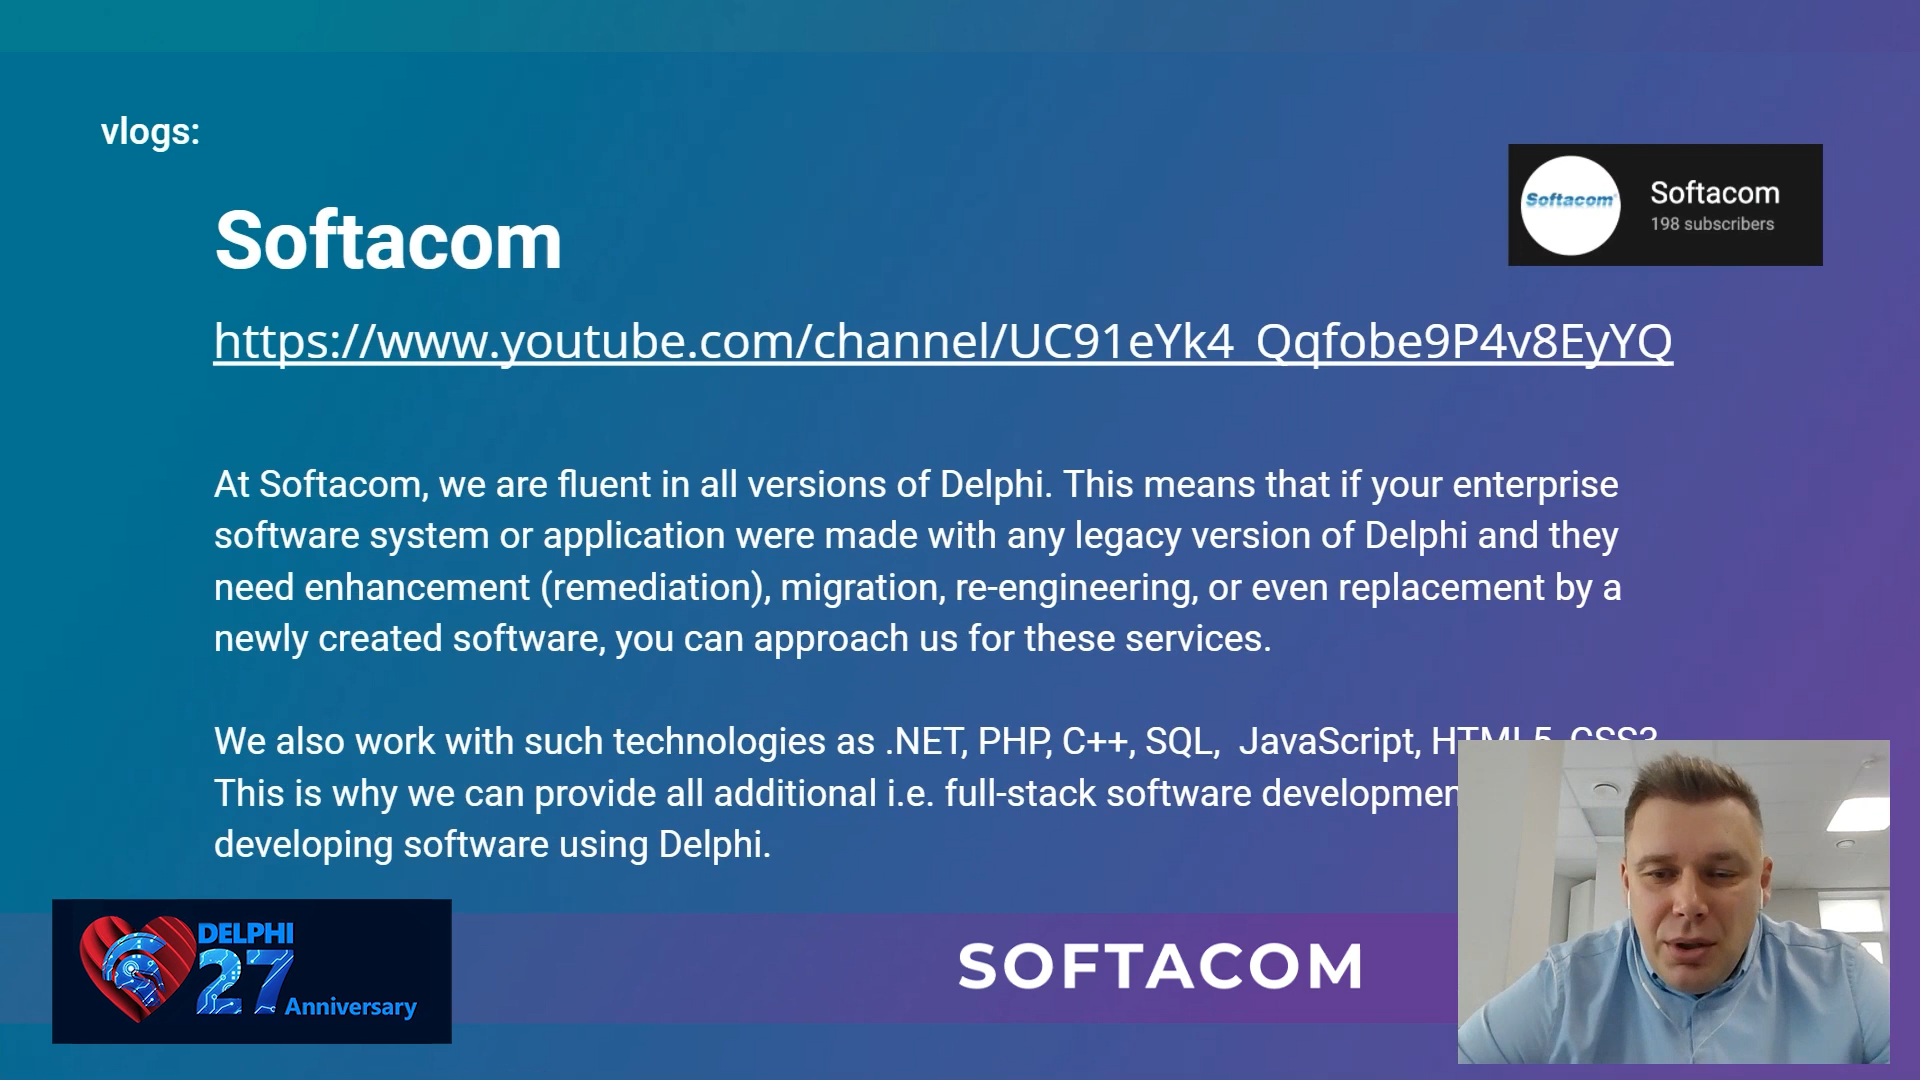 vlogs:
Softacom
Softacom
Softacom
198 subscribers
https://www.youtube.com/channel/UC91eYk4_Qqfobe9P4v8EyYQ
At Softacom, we are fluent in all versions of Delphi. This means that if your enterprise
software system or application were made with any legacy version of Delphi and they
need enhancement (remediation), migration, re-engineering, or even replacement by a
newly created software, you can approach us for these services.
We also work with such technologies as .NET, PHP, C++, SQL, JavaScript, HTML5, CSS3
This is why we can provide all additional i.e. full-stack software
developing software using Delphi.
DELPHI
27
Anniversary
SOFTACOM